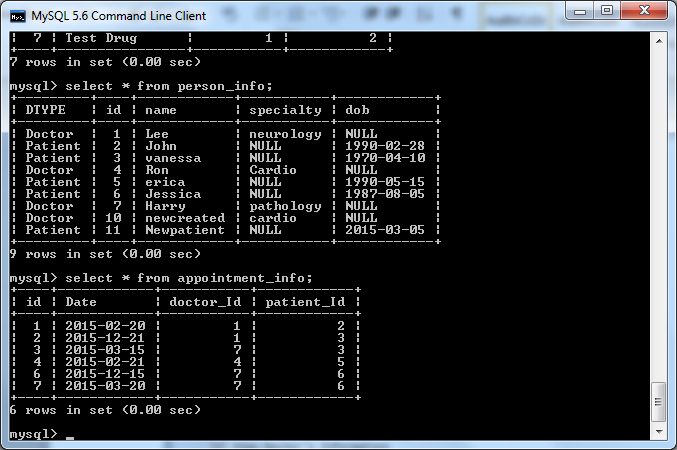 MySQL 5.6 Command Line Client
| 7 | Test Drug | 1 | 2 |
+----+---------------+-----------+-----------+
7 rows in set (0.00 sec)
mysql> select * from person_info;
+---------+----+------------+-----------+------------+
| DTYPE | id | name | specialty | dob |
+---------+----+------------+-----------+------------+
| Doctor | 1 | Lee | neurology | NULL |
| Patient | 2 | John | NULL | 1990-02-28 |
| Patient | 3 | vanessa | NULL | 1970-04-10 |
| Doctor | 4 | Ron | Cardio | NULL |
| Patient | 5 | erica | NULL | 1990-05-15 |
| Patient | 6 | Jessica | NULL | 1987-08-05 |
| Doctor | 7 | Harry | pathology | NULL |
| Doctor | 10 | newcreated | cardio | NULL |
| Patient | 11 | Newpatient | NULL | 2015-03-05 |
+---------+----+------------+-----------+------------+
9 rows in set (0.00 sec)
mysql> select * from appointment_info;
+----+------------+-----------+------------+
| id | Date | doctor_Id | patient_Id |
+----+------------+-----------+------------+
| 1 | 2015-02-20 | 1 | 2 |
| 2 | 2015-12-21 | 1 | 3 |
| 3 | 2015-03-15 | 7 | 3 |
| 4 | 2015-02-21 | 4 | 5 |
| 6 | 2015-12-15 | 7 | 6 |
| 7 | 2015-03-20 | 7 | 6 |
+----+------------+-----------+------------+
6 rows in set (0.00 sec)
mysql> _